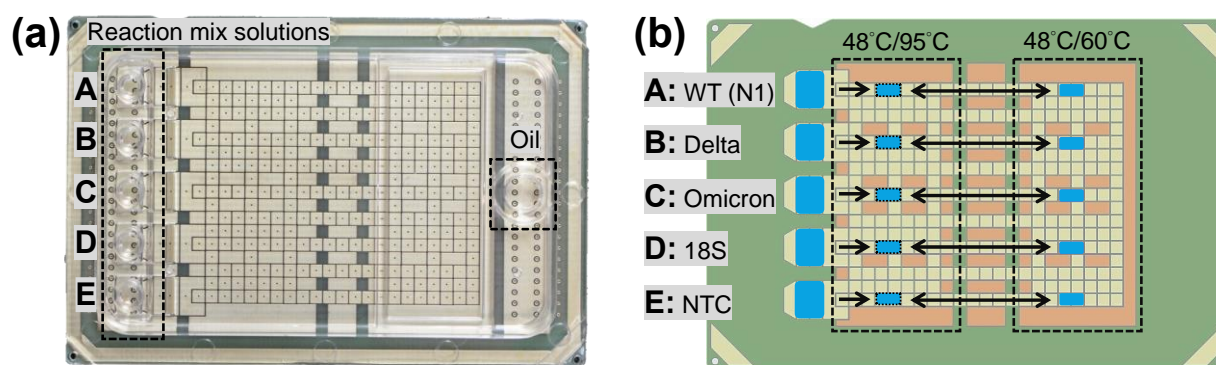 (a)
Reaction mix solutions
A
B
C
D
E
Oil
(b)
48°C/95°C
48°C/60°C
A: WT (N1)
B: Delta
C: Omicron
D: 18S
E: NTC